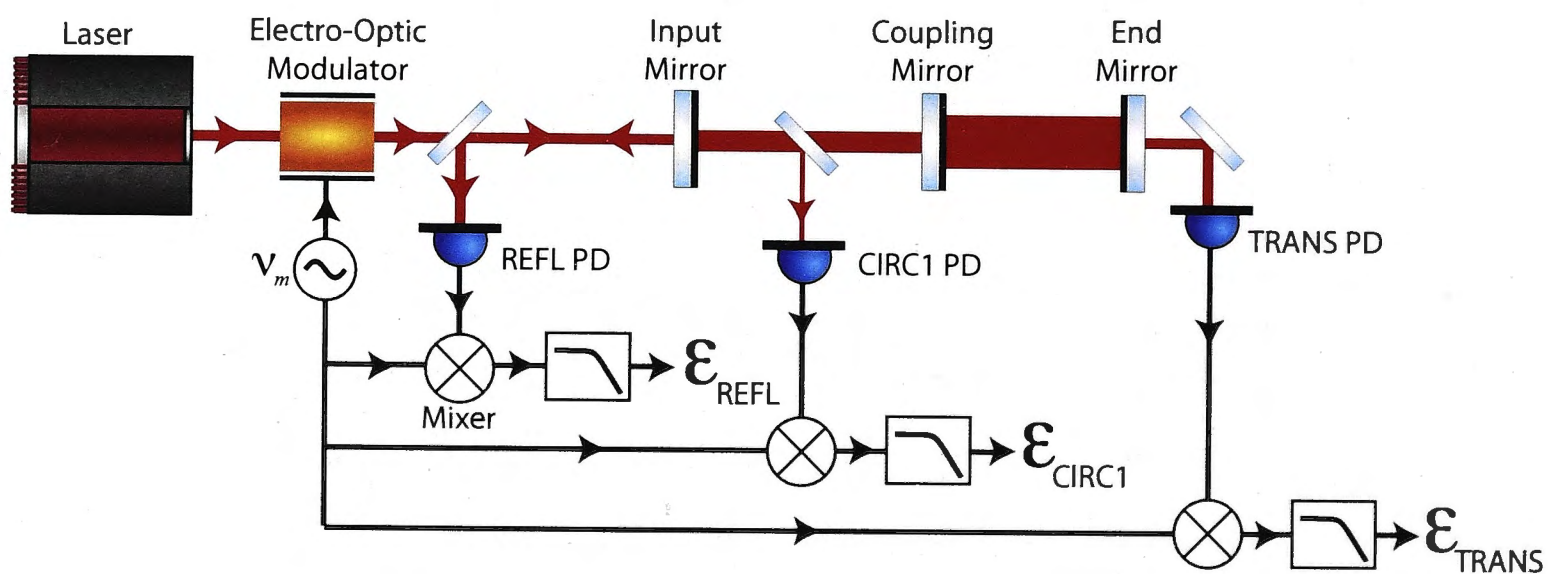 Laser
Electro-Optic
Modulator
Input
Mirror
Coupling
Mirror
End
Mirror
REFL PD
CIRC1 PD
TRANS PD
νm
Mixer
εREFL
εCIRC1
εTRANS